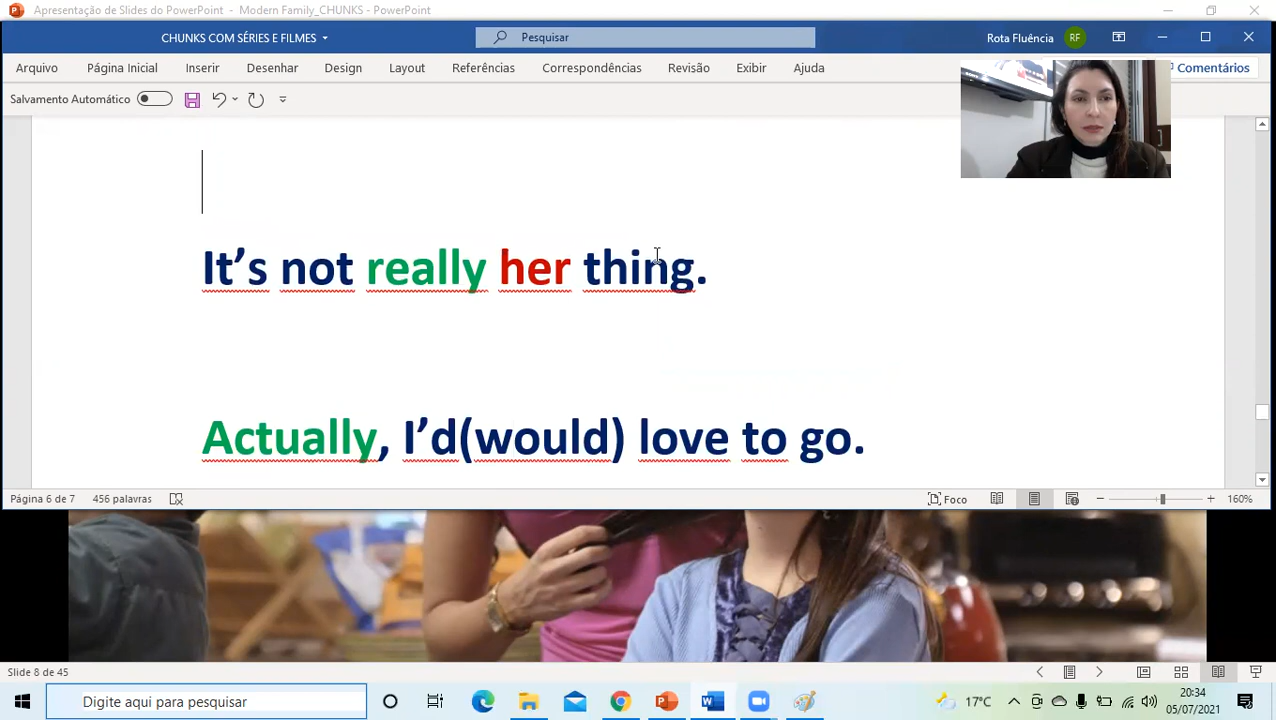 Apresentação de Slides do PowerPoint - Modern Family_CHUNKS - PowerPoint
CHUNKS COM SÉRIES E FILMES
Pesquisar
Rota Fluência RF
Arquivo Página Inicial Inserir Desenhar Design Layout Referências Correspondências Revisão Exibir Ajuda Comentários
Salvamento Automático
It's not really her thing.
Actually, I'd(would) love to go.
Página 6 de 7 456 palavras Foco 160%
Slide 8 de 45
Digite aqui para pesquisar
17°C
20:34
05/07/2021